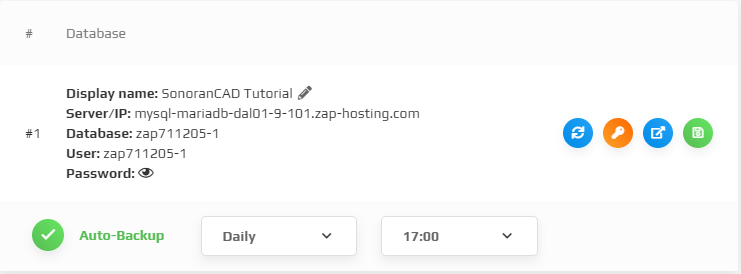 # Database
#1
Display name: SonoranCAD Tutorial
Server/IP: mysql-mariadb-dal01-9-101.zap-hosting.com
Database: zap711205-1
User: zap711205-1
Password:
Auto-Backup Daily 17:00